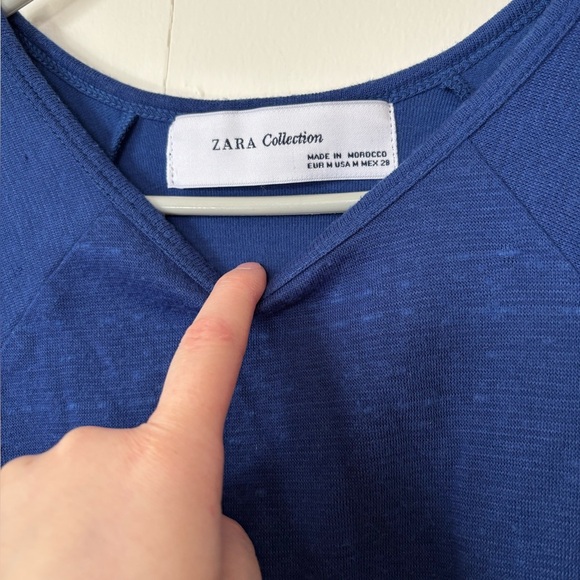 ZARA Collection
MADE IN MOROCCO
EUR M USA M MEX 28